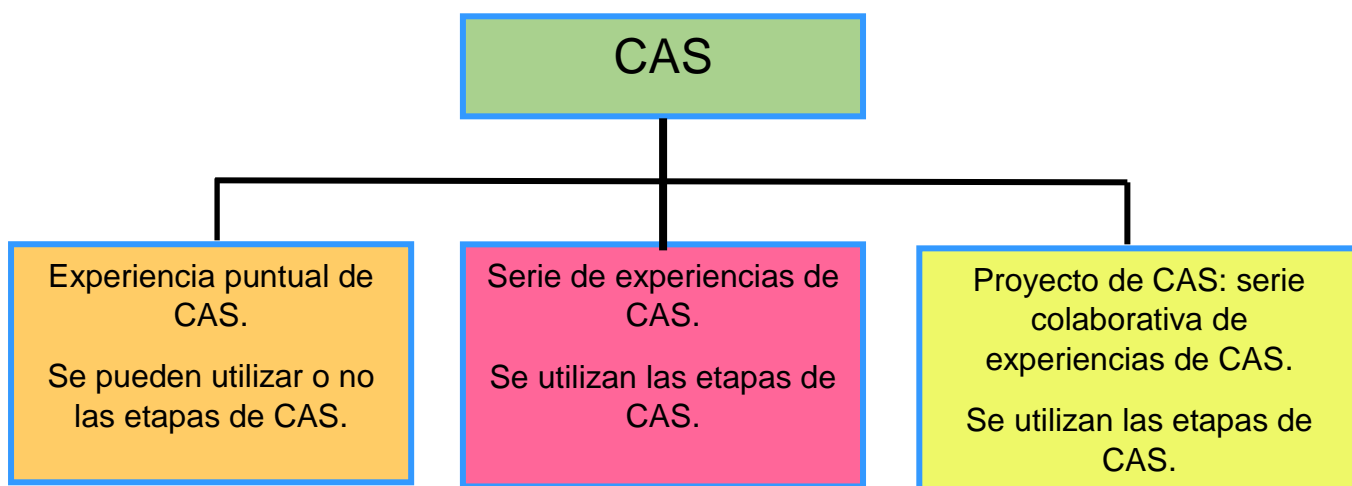 CAS
Experiencia puntual de
CAS.
Se pueden utilizar o no
las etapas de CAS.
Serie de experiencias de
CAS.
Se utilizan las etapas de
CAS.
Proyecto de CAS: serie
colaborativa de
experiencias de CAS.
Se utilizan las etapas de
CAS.